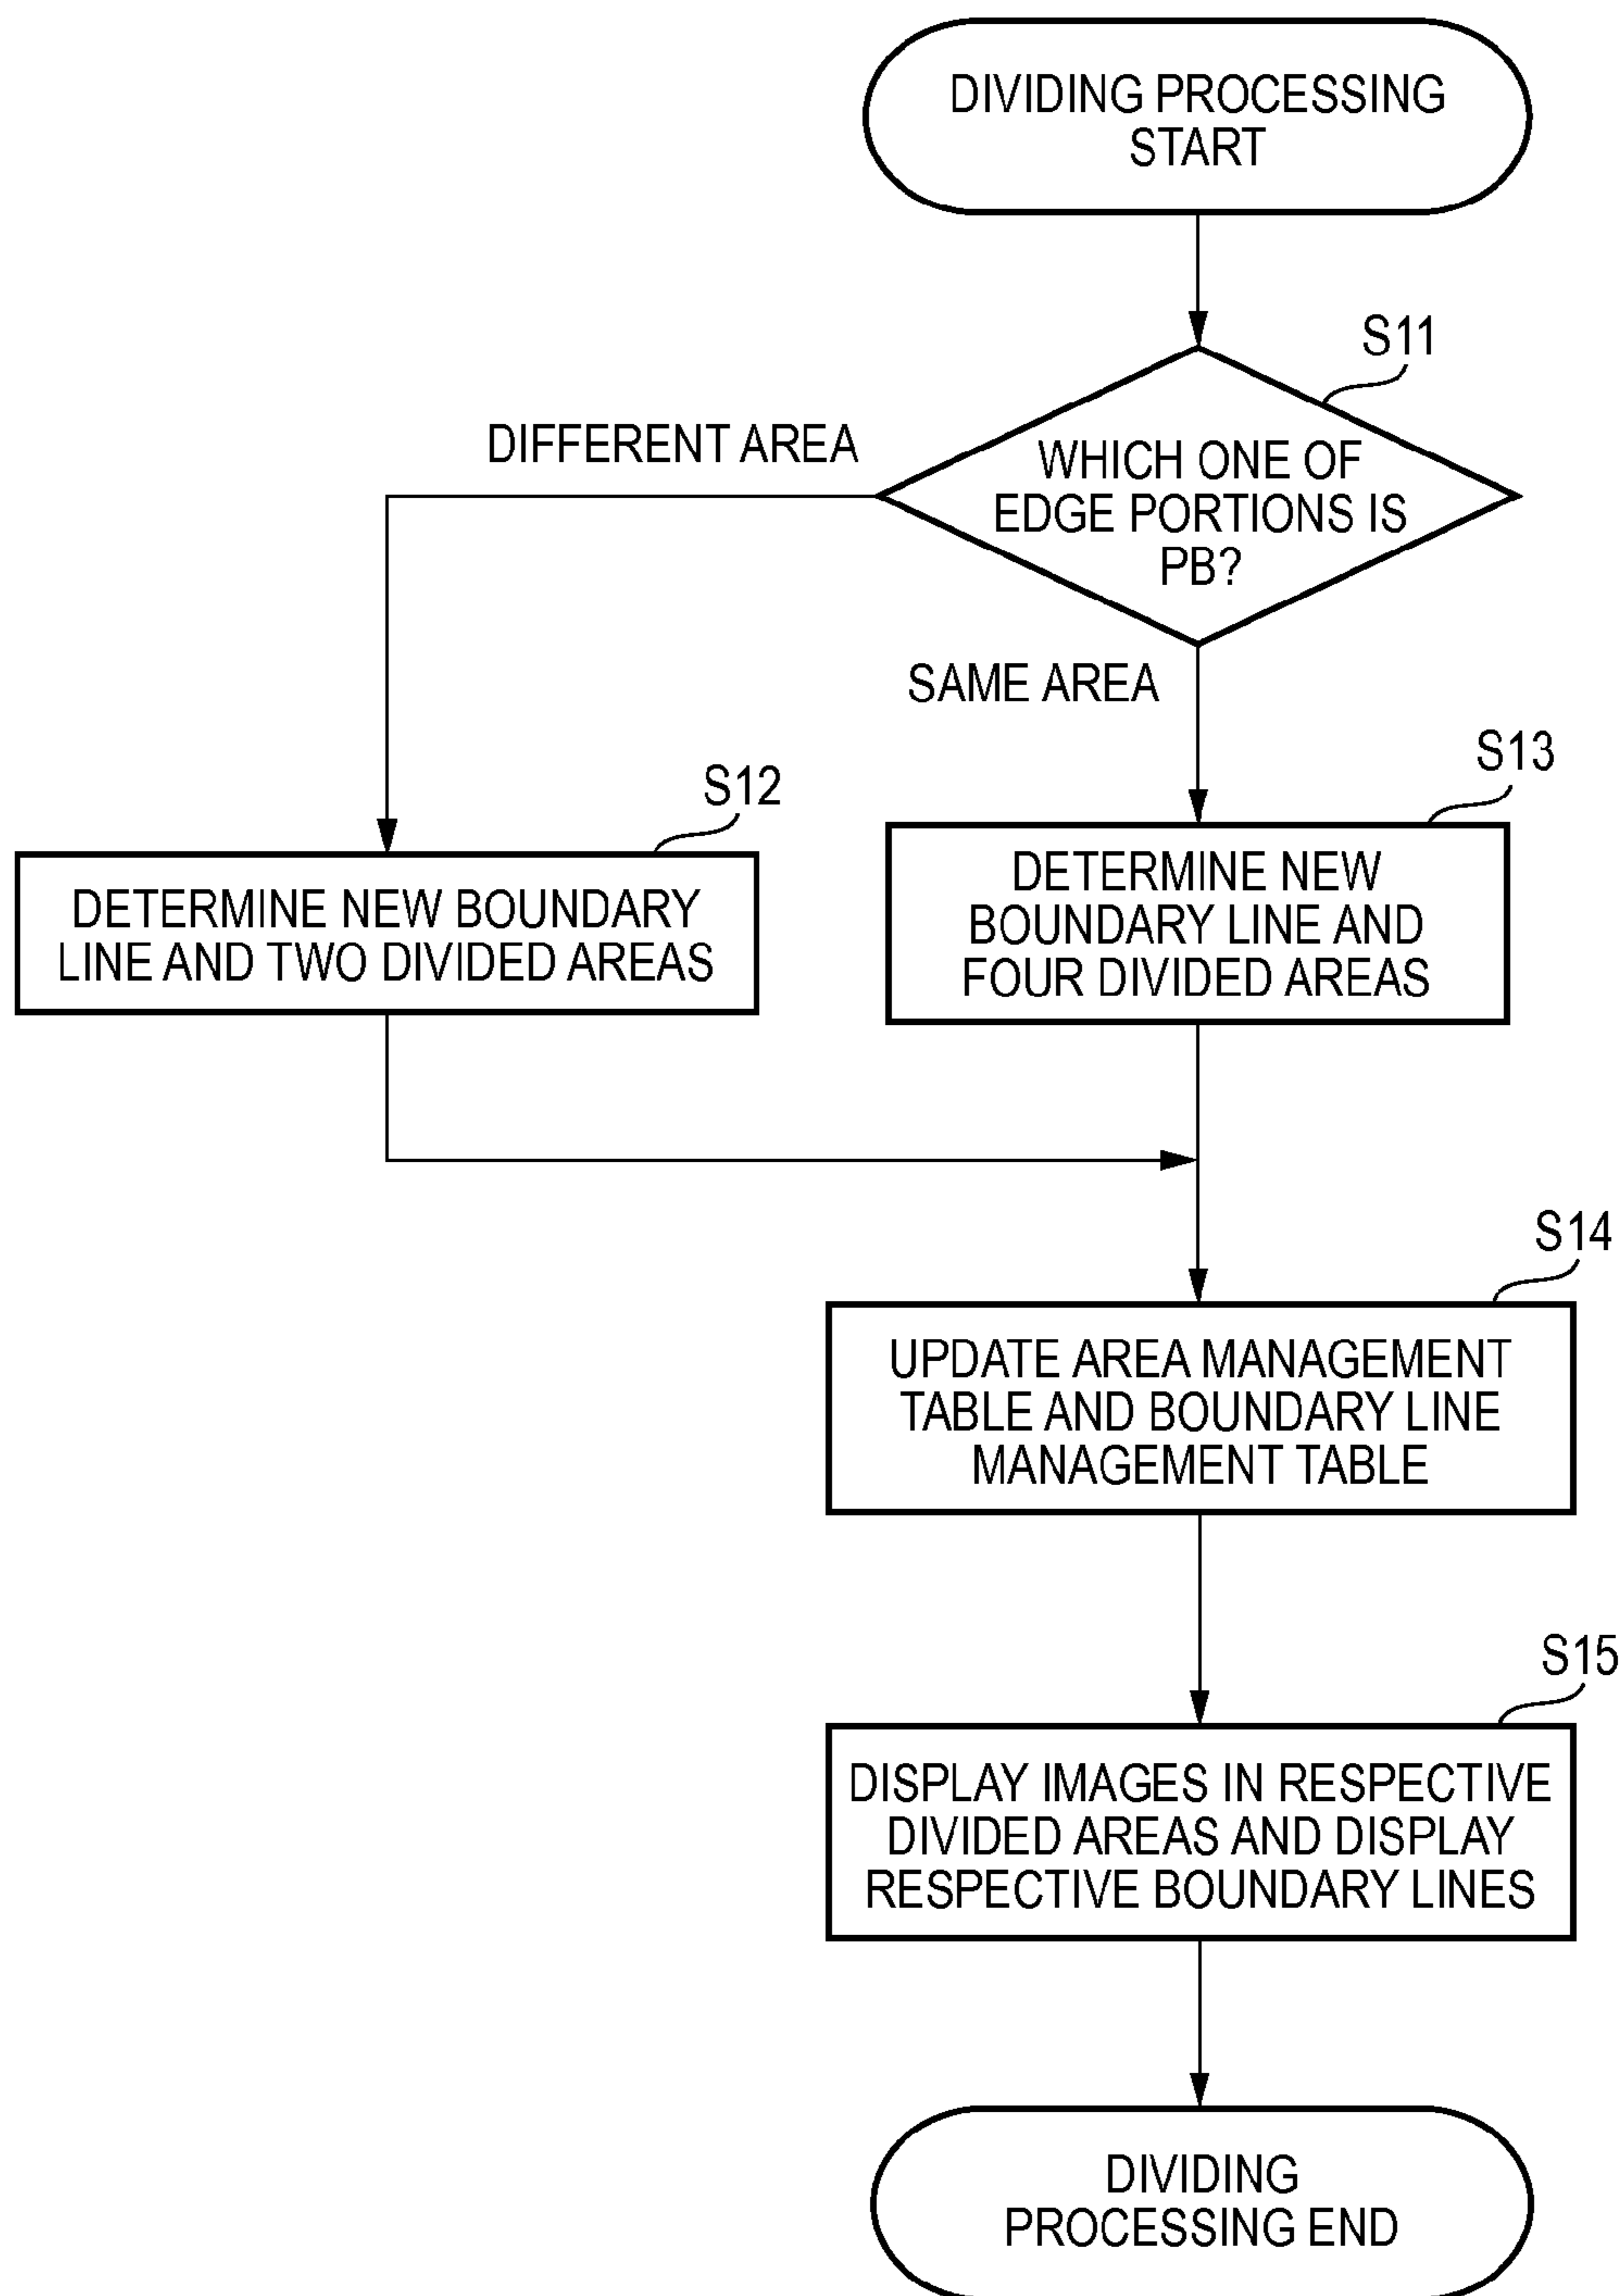 DIVIDING PROCESSING
START
S11
DIFFERENT AREA
WHICH ONE OF
EDGE PORTIONS IS
PB?
SAME AREA
S12
DETERMINE NEW BOUNDARY
LINE AND TWO DIVIDED AREAS
S13
DETERMINE NEW
BOUNDARY LINE AND
FOUR DIVIDED AREAS
S14
UPDATE AREA MANAGEMENT
TABLE AND BOUNDARY LINE
MANAGEMENT TABLE
S15
DISPLAY IMAGES IN RESPECTIVE
DIVIDED AREAS AND DISPLAY
RESPECTIVE BOUNDARY LINES
DIVIDING
PROCESSING END